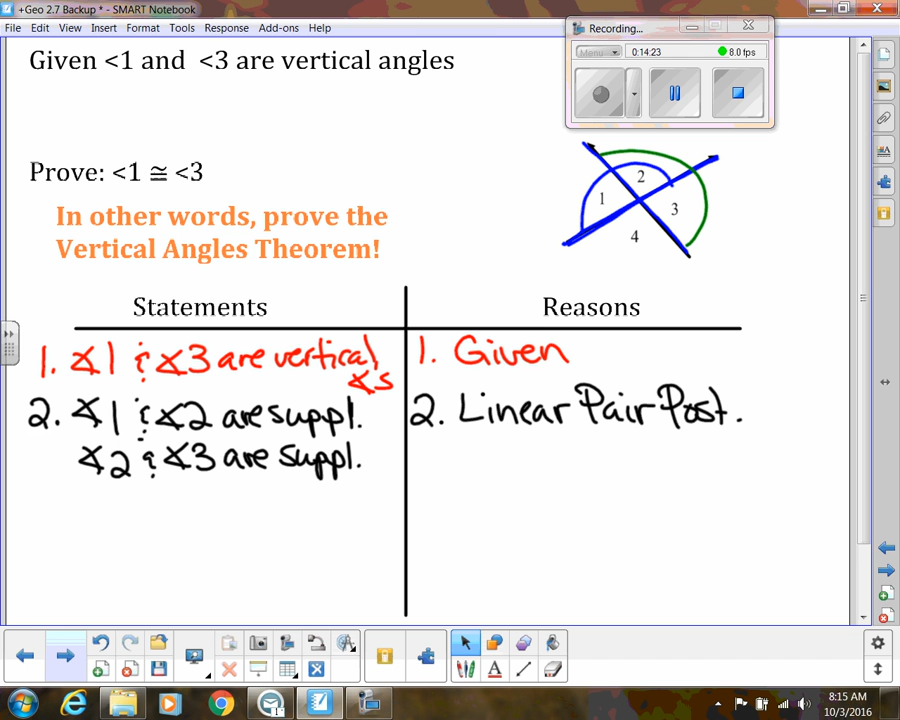 +Geo 2.7 Backup * - SMART Notebook
File Edit View Insert Format Tools Response Add-ons Help
Recording...
Menu 0:14:23 8.0 fps
Given <1 and <3 are vertical angles
Prove: <1 ≅ <3
In other words, prove the
Vertical Angles Theorem!
2
1
3
4
Statements Reasons
1. ∡1 & ∡3 are vertical ∡s
1. Given
2. ∡1 & ∡2 are suppl.
2. Linear Pair Post.
∡2 & ∡3 are suppl.
A
8:15 AM
10/3/2016